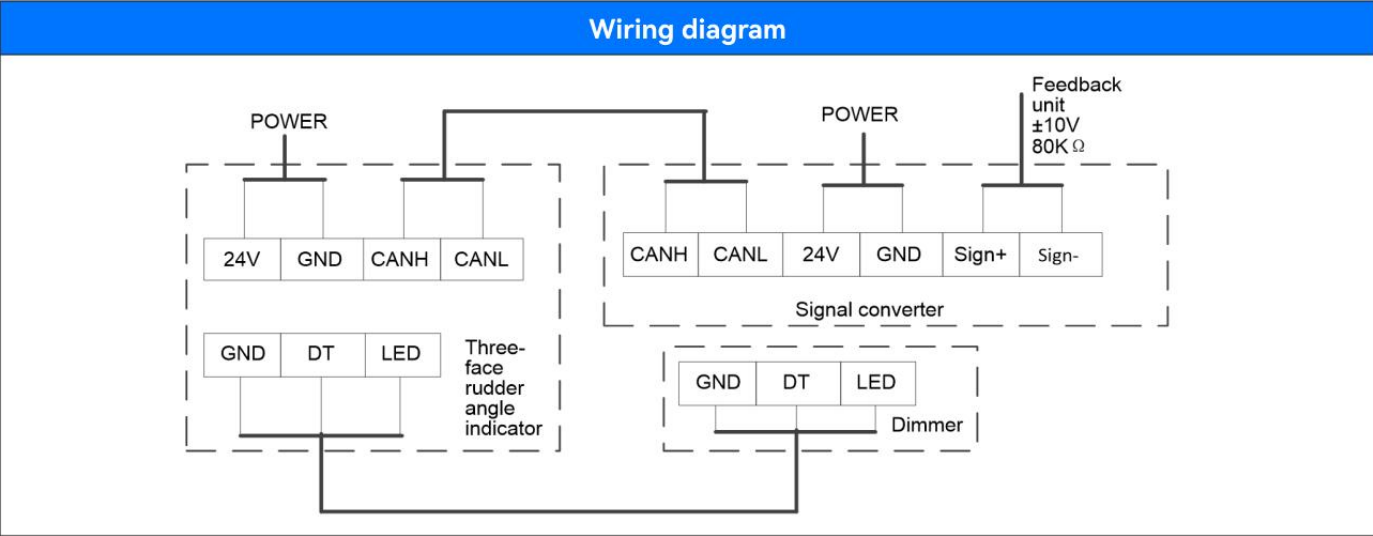 Wiring diagram
POWER
24V GND CANH CANL
GND DT LED
Three-
face
rudder
angle
indicator
POWER
Feedback
unit
±10V
80KΩ
CANH CANL 24V GND Sign+ Sign-
Signal converter
GND DT LED
Dimmer